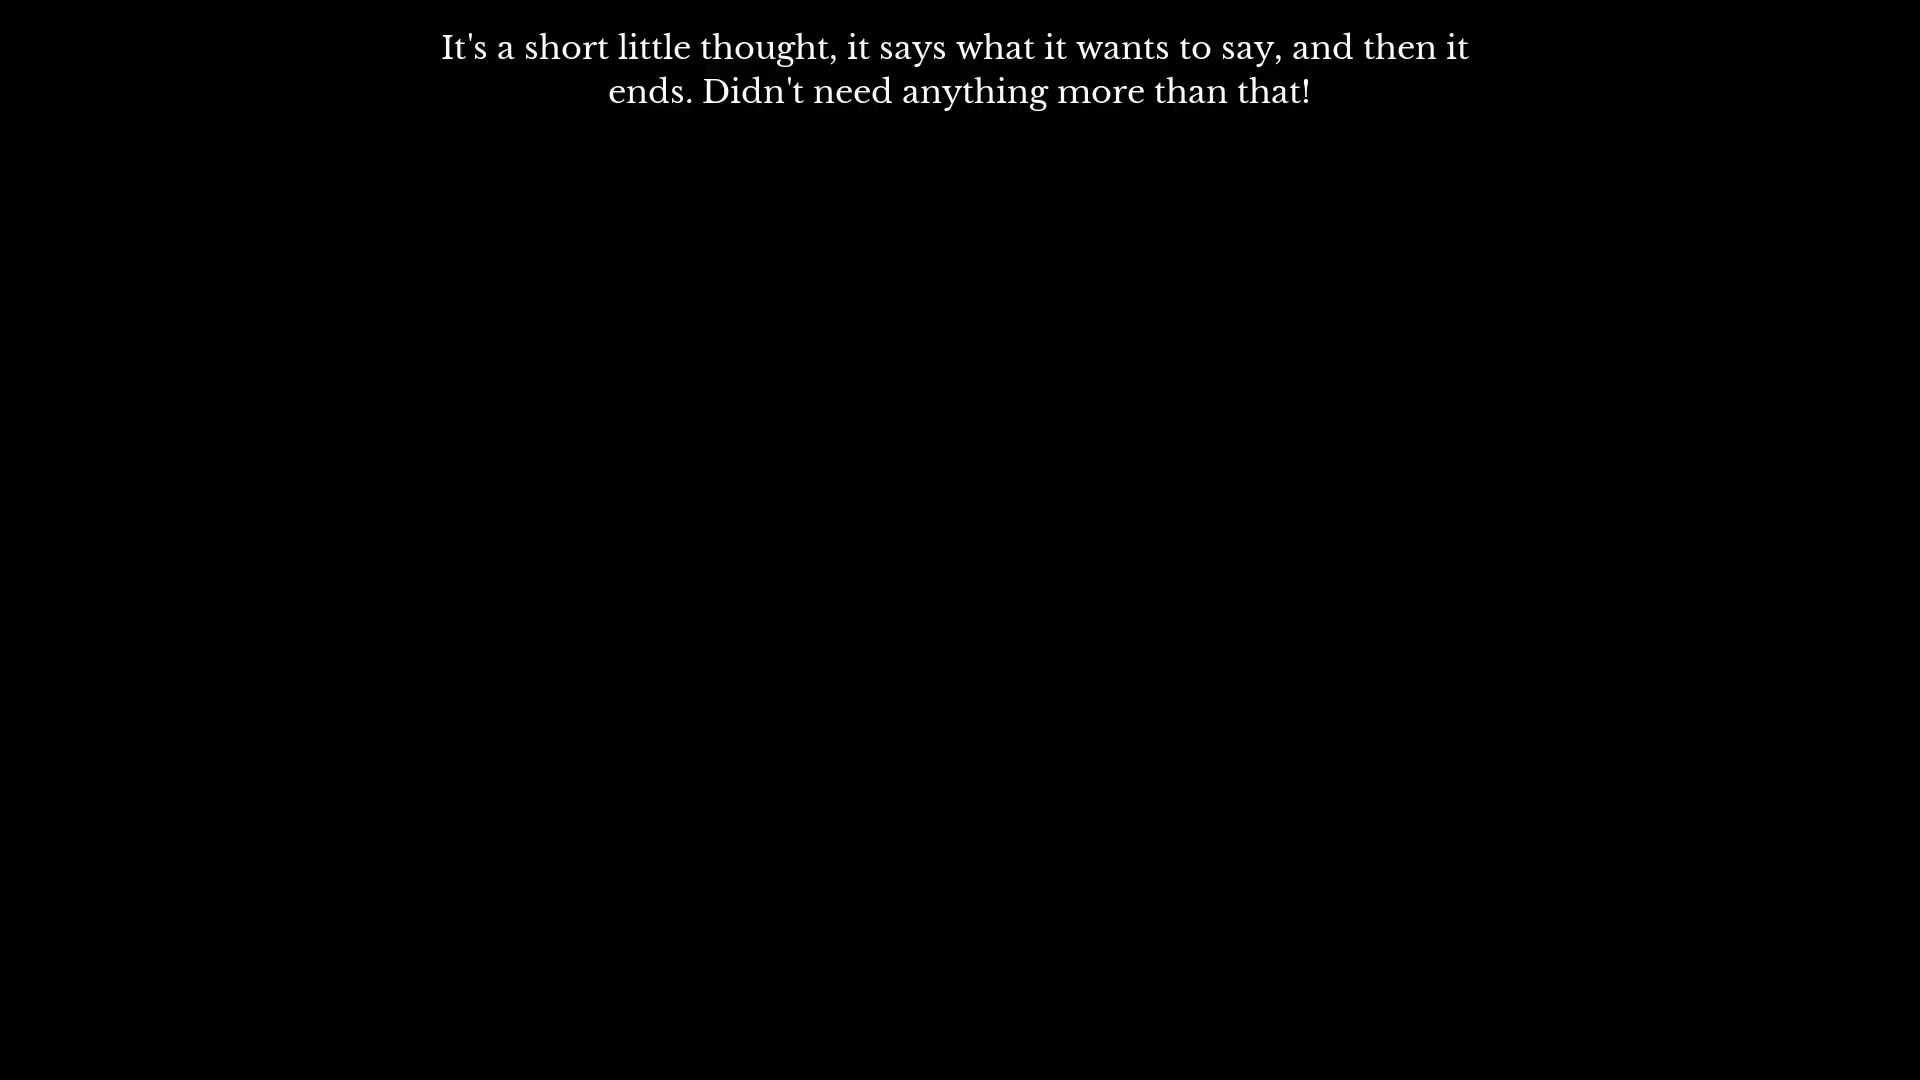 It's a short little thought, it says what it wants to say, and then it
ends. Didn't need anything more than that!